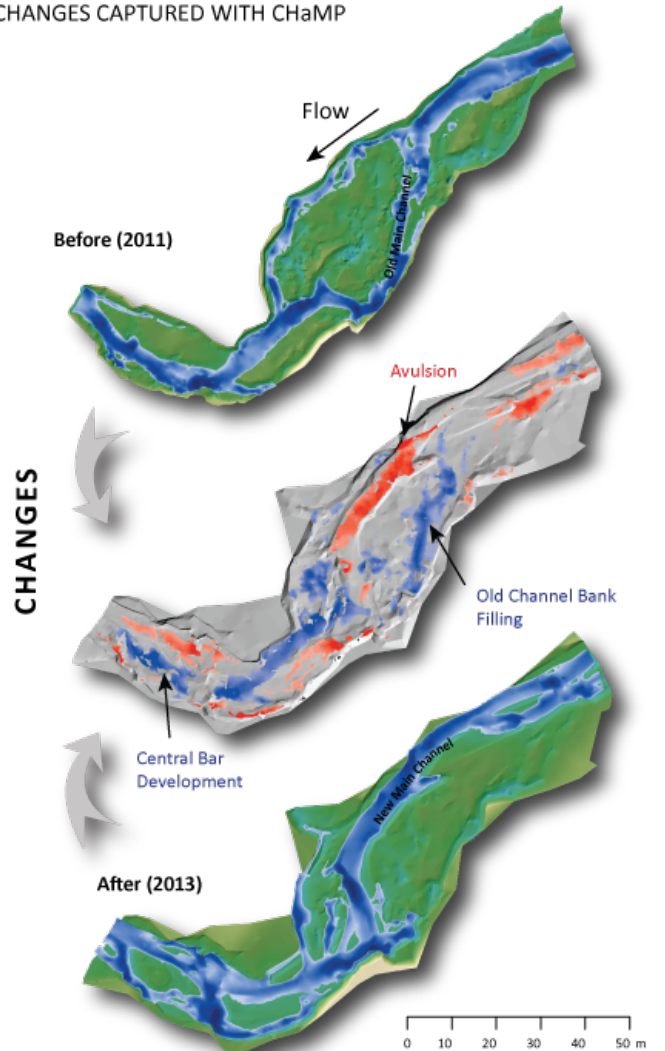 CHANGES CAPTURED WITH CHaMP
Flow
Before (2011)
Old Main Channel
Avulsion
CHANGES
Old Channel Bank
Filling
Central Bar
Development
New Main Channel
After (2013)
0 10 20 30 40 50 m